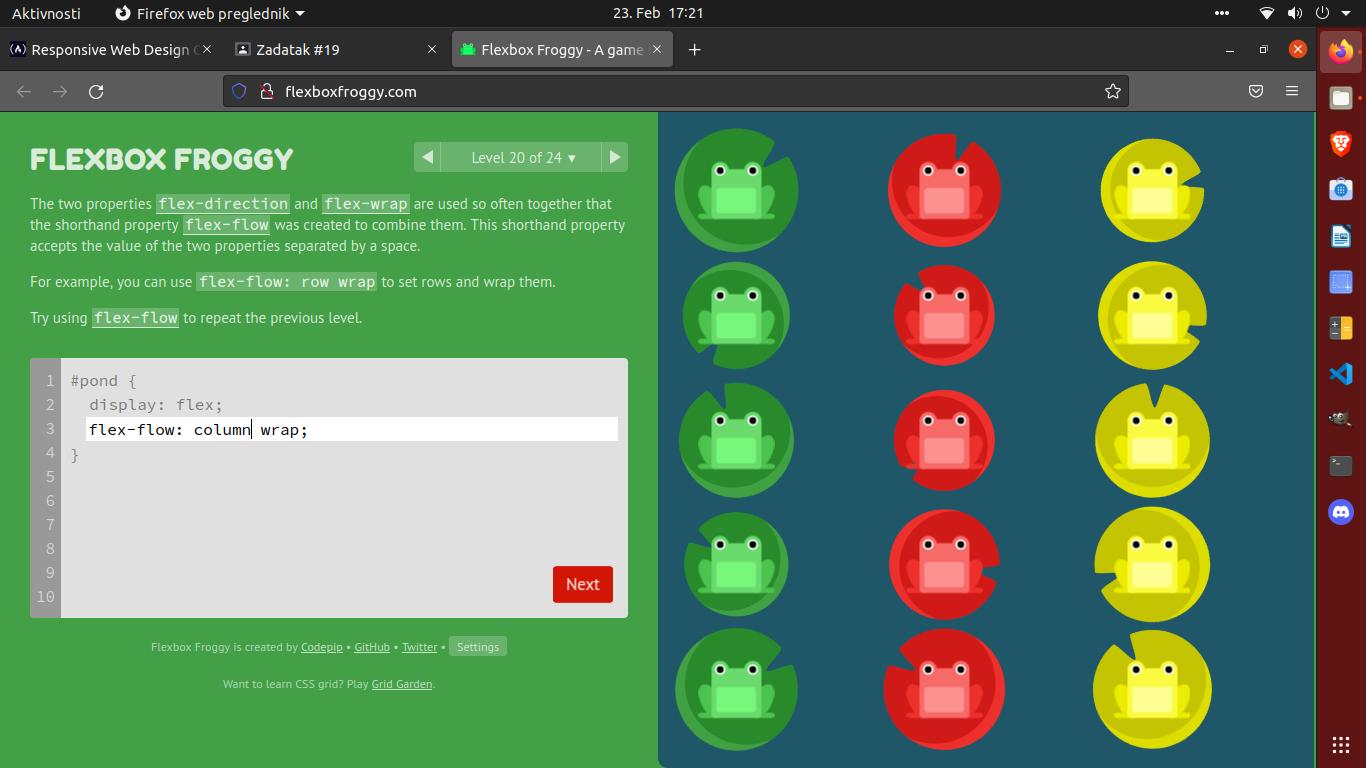 Aktivnosti
Firefox web preglednik
23. Feb 17:21
Responsive Web Design
Zadatak #19
Flexbox Froggy - A game
flexboxfroggy.com
FLEXBOX FROGGY
Level 20 of 24 ▾
The two properties flex-direction and flex-wrap are used so often together that
the shorthand property flex-flow was created to combine them. This shorthand property
accepts the value of the two properties separated by a space.
For example, you can use flex-flow: row wrap to set rows and wrap them.
Try using flex-flow to repeat the previous level.
1 #pond {
2 display: flex;
3 flex-flow: column wrap;
4 }
5
6
7
8
9
10
Next
Flexbox Froggy is created by Codepip • GitHub • Twitter • Settings
Want to learn CSS grid? Play Grid Garden.